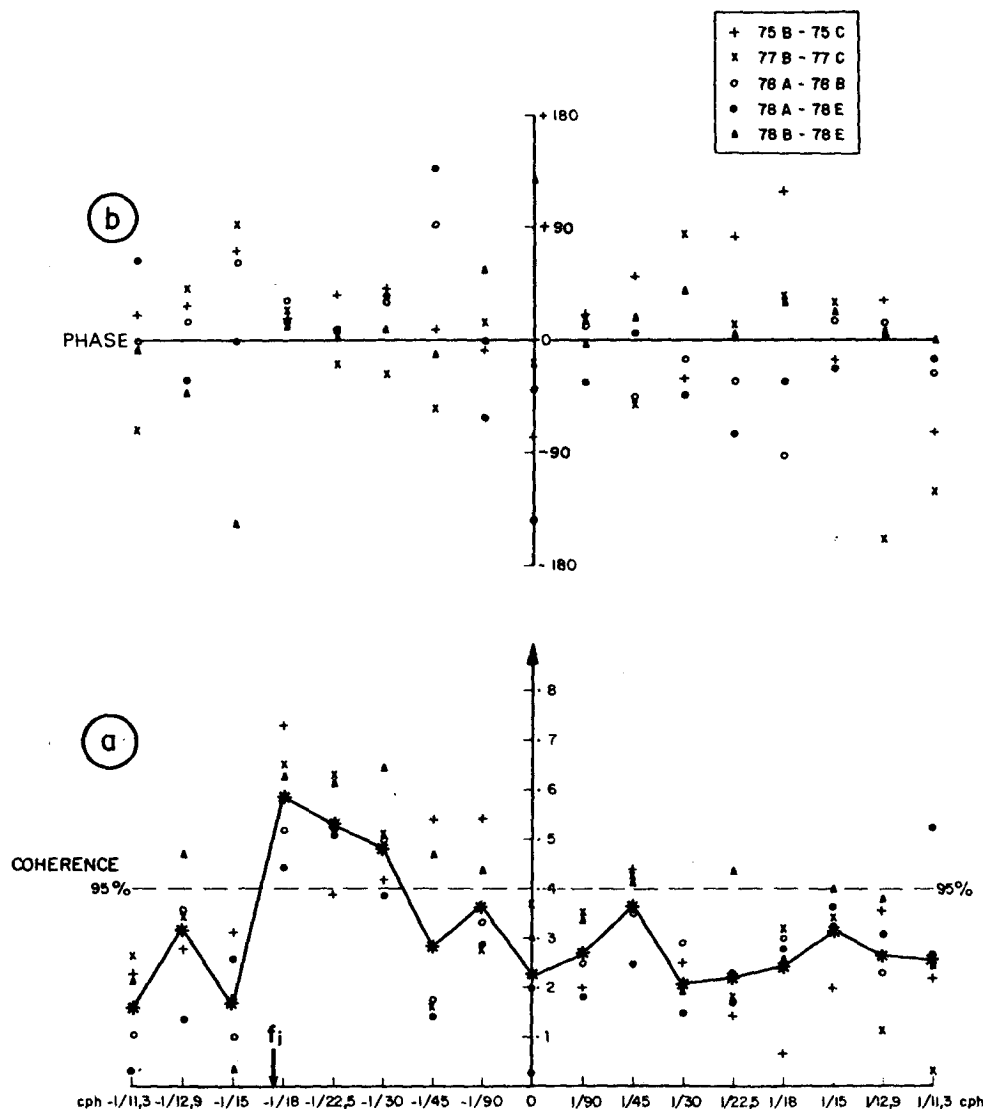 + 75 B - 75 C
x 77 B - 77 C
o 78 A - 78 B
• 78 A - 78 E
▲ 78 B - 78 E
+ 180
b
+ 90
PHASE
0
- 90
- 180
a
. 8
. 7
. 6
. 5
COHERENCE
95%
. 4
95%
. 3
. 2
. 1
fi
cph -1/11,3 -1/12,9 -1/15 -1/18 -1/22,5 -1/30 -1/45 -1/90 0 1/90 1/45 1/30 1/22,5 1/18 1/15 1/12,9 1/11,3 cph